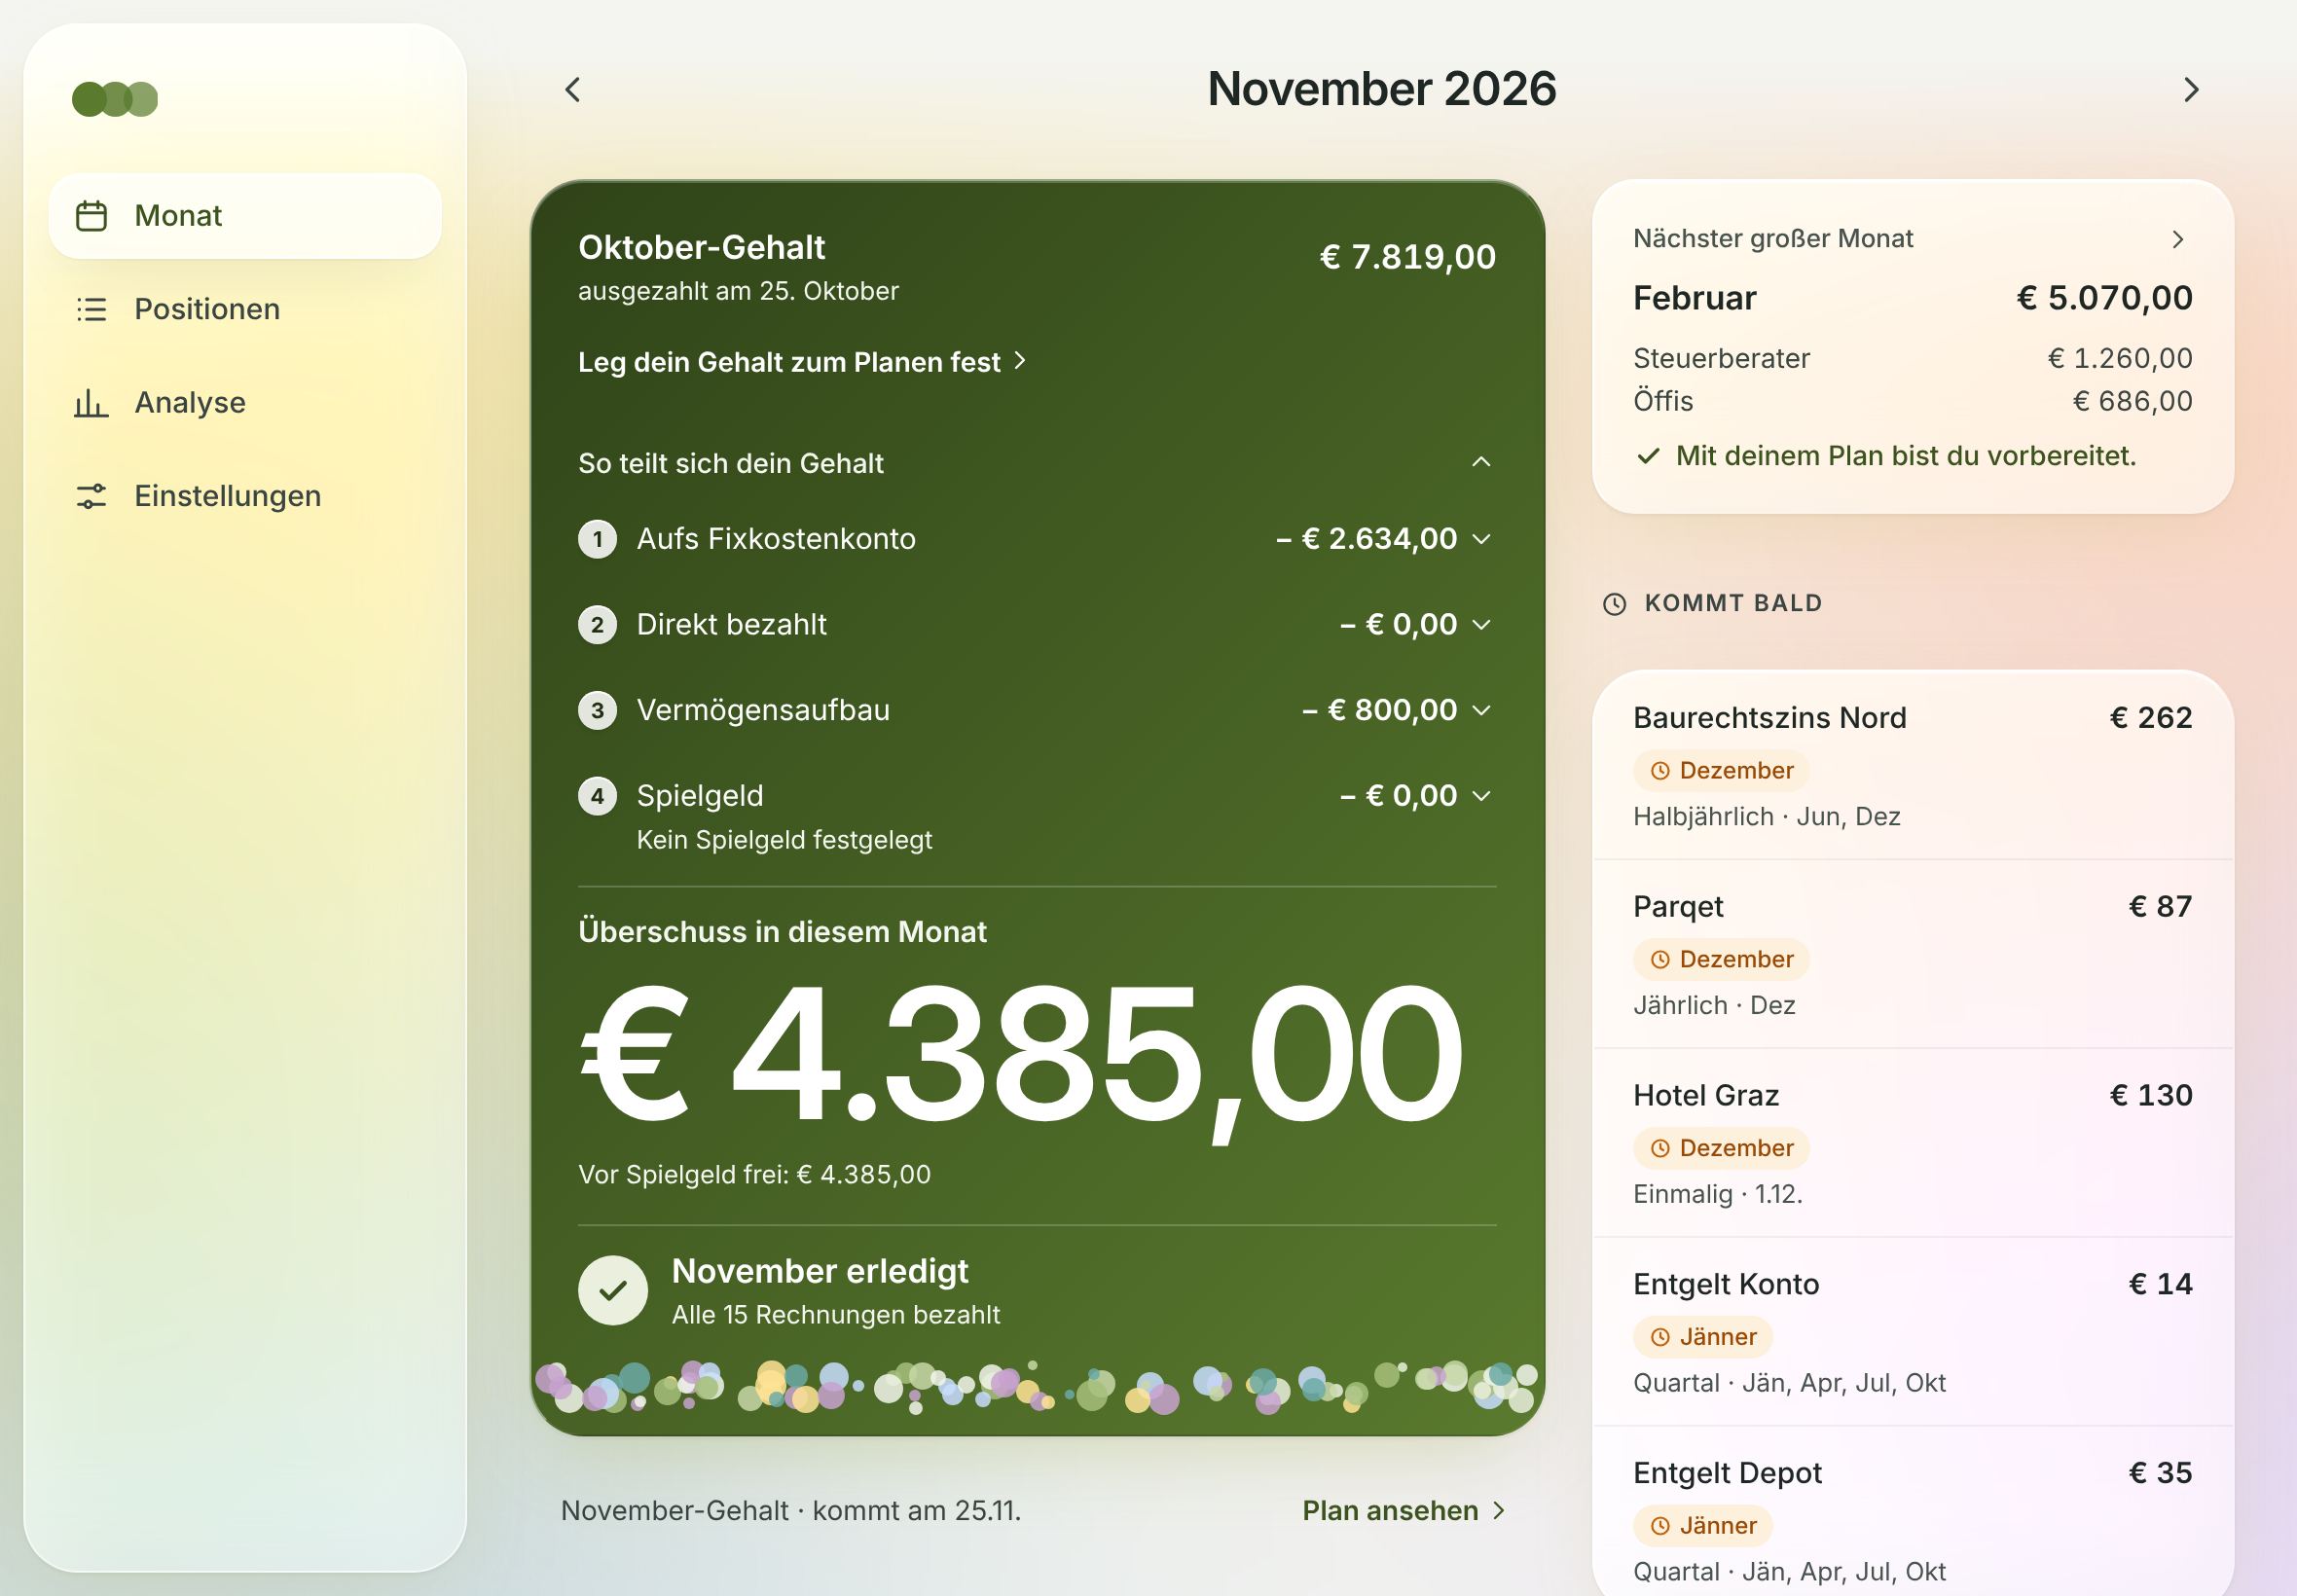 November 2026
Monat
Positionen
Analyse
Einstellungen
Oktober-Gehalt
€ 7.819,00
ausgezahlt am 25. Oktober
Leg dein Gehalt zum Planen fest
So teilt sich dein Gehalt
1 Aufs Fixkostenkonto – € 2.634,00
2 Direkt bezahlt – € 0,00
3 Vermögensaufbau – € 800,00
4 Spielgeld – € 0,00
Kein Spielgeld festgelegt
Überschuss in diesem Monat
€ 4.385,00
Vor Spielgeld frei: € 4.385,00
November erledigt
Alle 15 Rechnungen bezahlt
November-Gehalt · kommt am 25.11.
Plan ansehen
Nächster großer Monat
Februar € 5.070,00
Steuerberater € 1.260,00
Öffis € 686,00
Mit deinem Plan bist du vorbereitet.
KOMMT BALD
Baurechtszins Nord € 262
Dezember
Halbjährlich · Jun, Dez
Parqet € 87
Dezember
Jährlich · Dez
Hotel Graz € 130
Dezember
Einmalig · 1.12.
Entgelt Konto € 14
Jänner
Quartal · Jän, Apr, Jul, Okt
Entgelt Depot € 35
Jänner
Quartal · Jän, Apr, Jul, Okt